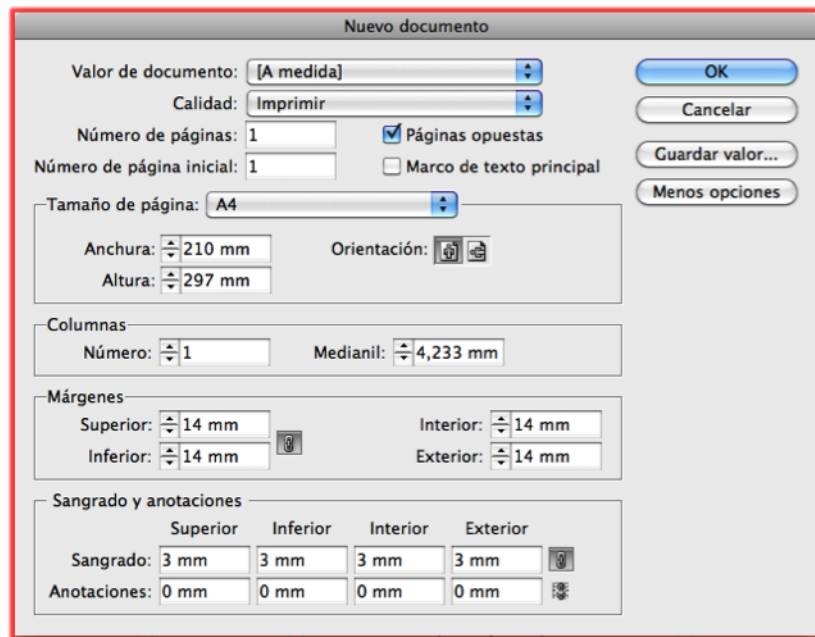 Nuevo documento
Valor de documento: [A medida] OK
Calidad: Imprimir Cancelar
Número de páginas: 1 Páginas opuestas
Número de página inicial: 1 Marco de texto principal Guardar valor...
Menos opciones
Tamaño de página: A4
Anchura: 210 mm Orientación:
Altura: 297 mm
Columnas
Número: 1 Medianil: 4,233 mm
Márgenes
Superior: 14 mm Interior: 14 mm
Inferior: 14 mm Exterior: 14 mm
Sangrado y anotaciones
Superior Inferior Interior Exterior
Sangrado: 3 mm 3 mm 3 mm 3 mm
Anotaciones: 0 mm 0 mm 0 mm 0 mm